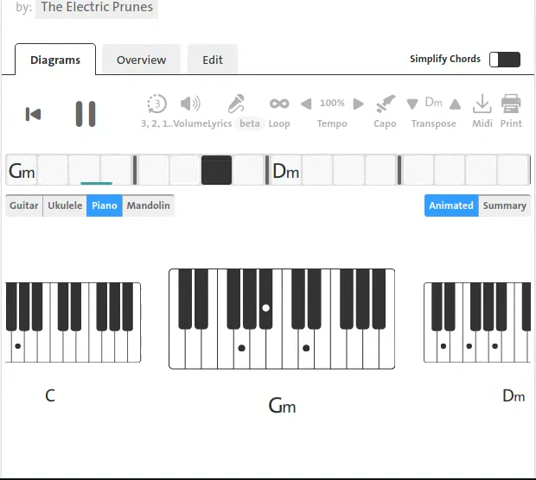 by: The Electric Prunes
Diagrams Overview Edit Simplify Chords
3 100% Dm
3, 2, 1.. Volume Lyrics beta Loop Tempo Capo Transpose Midi Print
Gm Dm
Guitar Ukulele Piano Mandolin Animated Summary
C Gm Dm